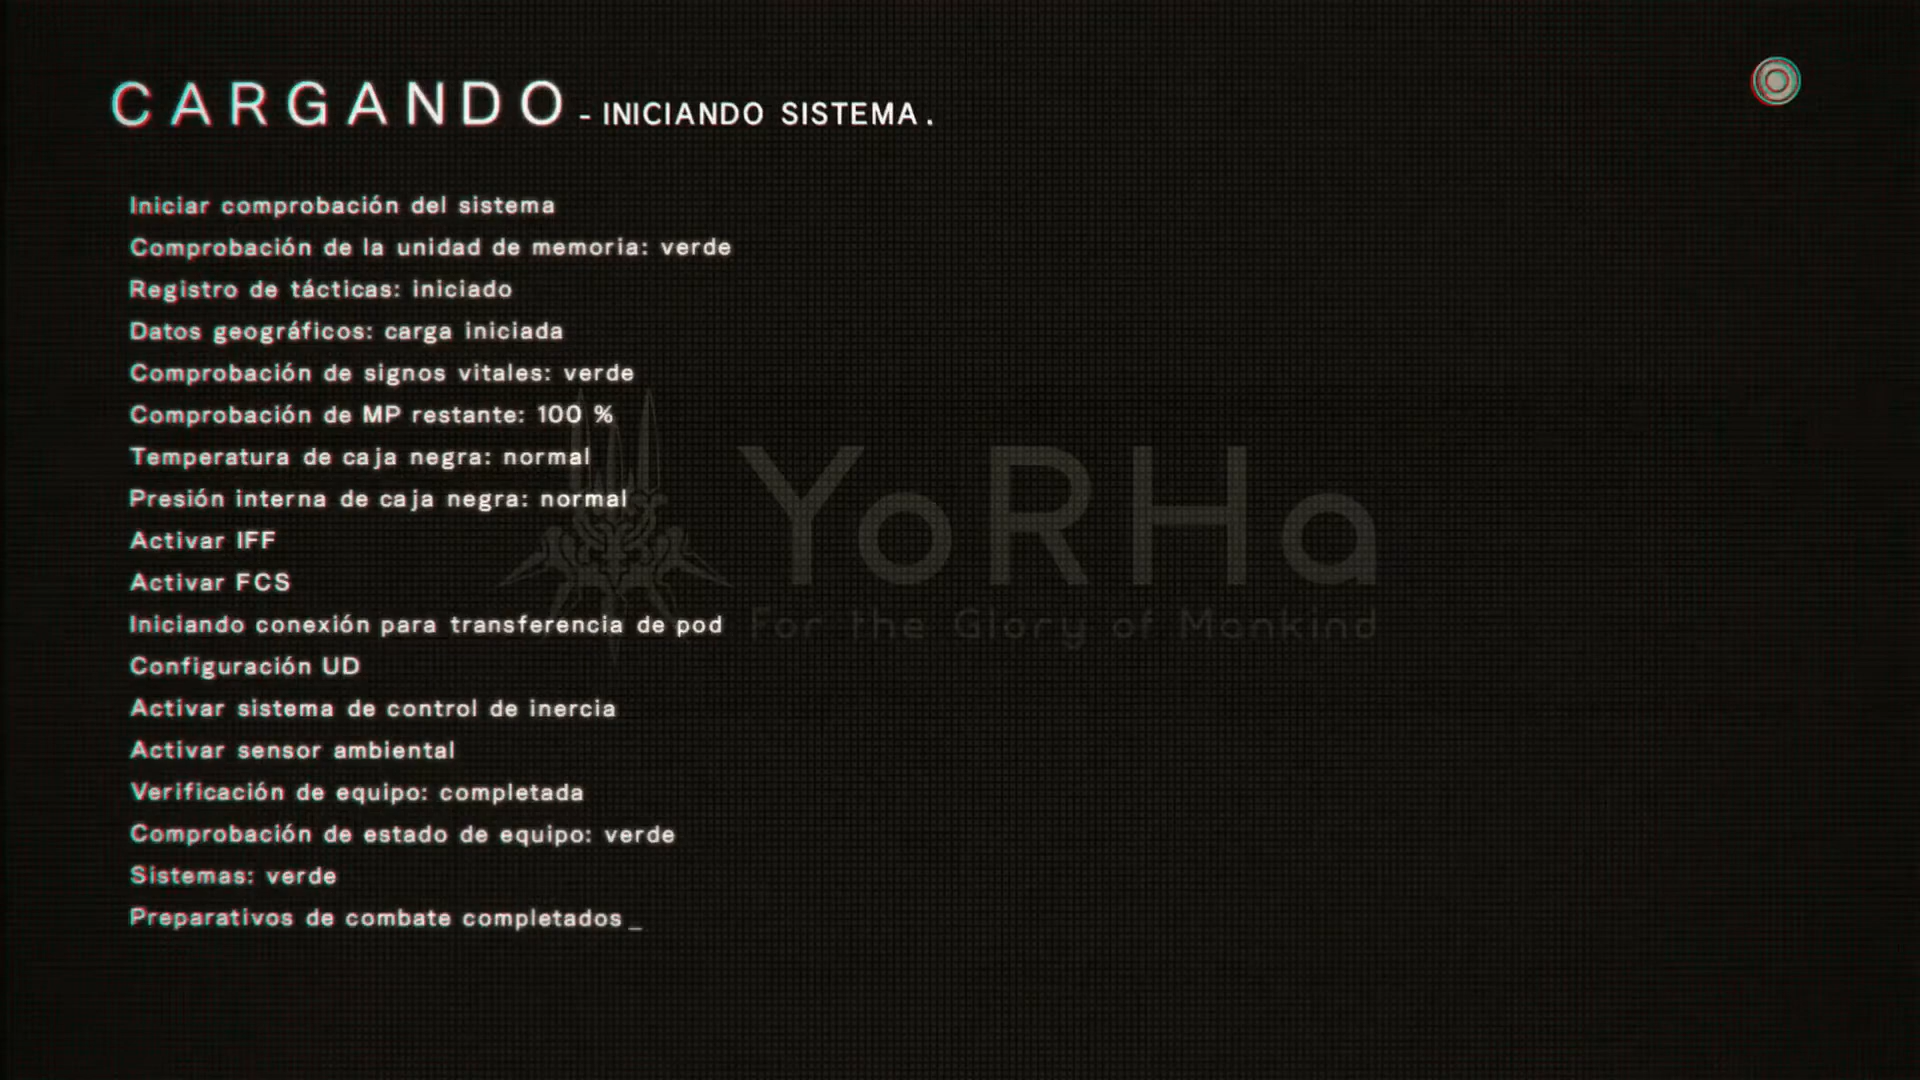 CARGANDO - INICIANDO SISTEMA.
Iniciar comprobación del sistema
Comprobación de la unidad de memoria: verde
Registro de tácticas: iniciado
Datos geográficos: carga iniciada
Comprobación de signos vitales: verde
Comprobación de MP restante: 100 %
Temperatura de caja negra: normal
Presión interna de caja negra: normal
Activar IFF
Activar FCS
Iniciando conexión para transferencia de pod
Configuración UD
Activar sistema de control de inercia
Activar sensor ambiental
Verificación de equipo: completada
Comprobación de estado de equipo: verde
Sistemas: verde
Preparativos de combate completados_
YoRHa
For the Glory of Mankind